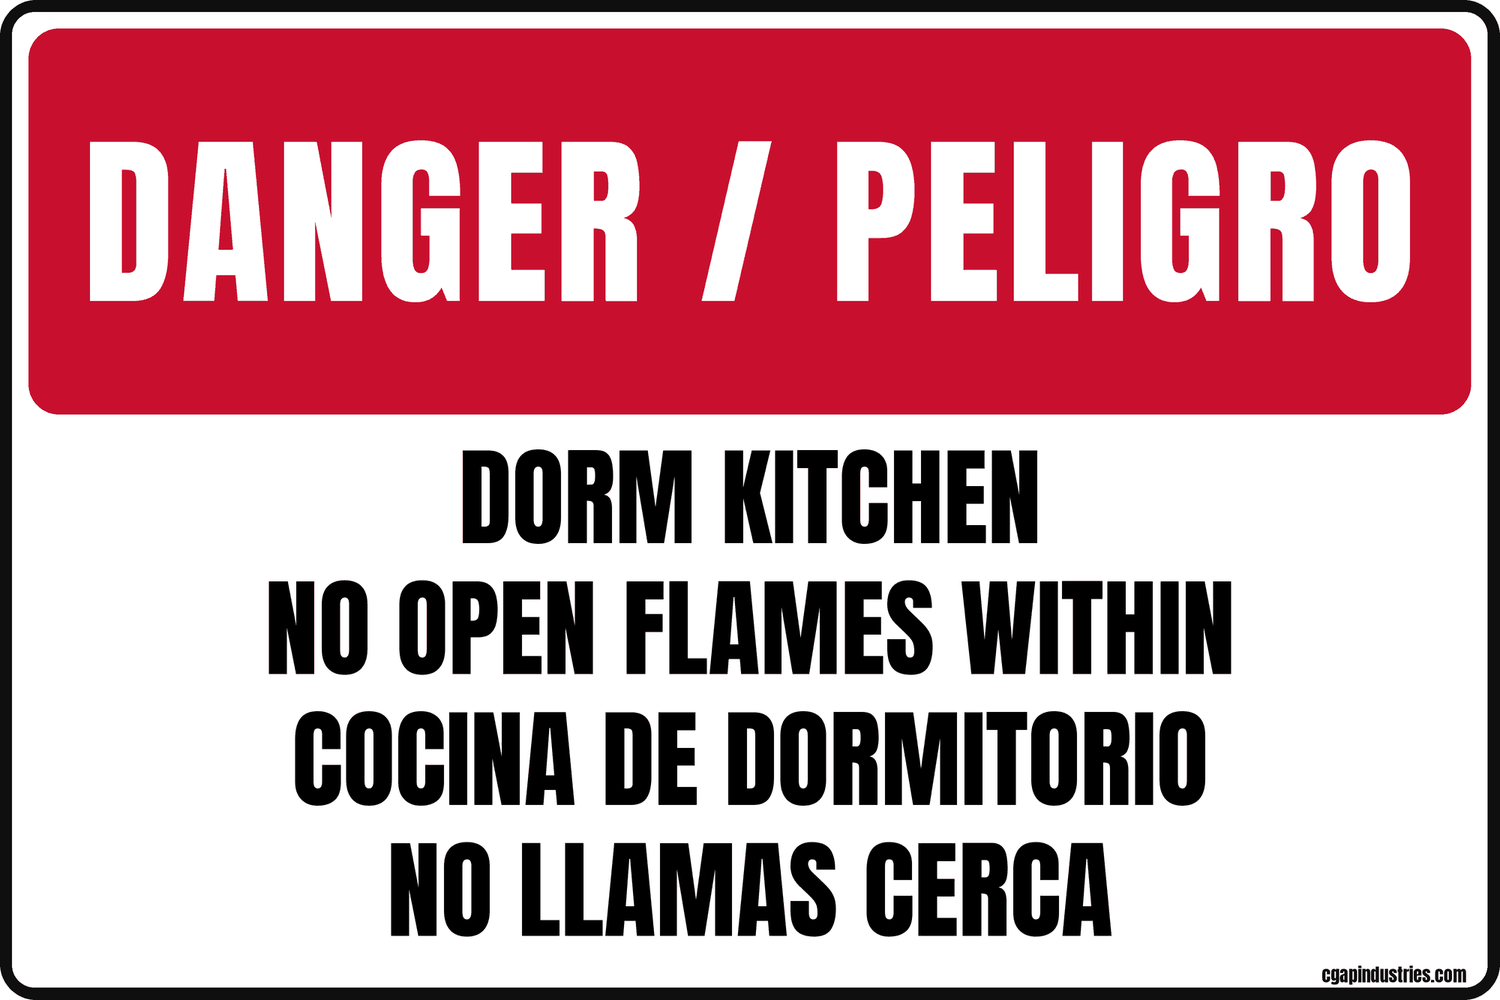 DANGER / PELIGRO
DORM KITCHEN
NO OPEN FLAMES WITHIN
COCINA DE DORMITORIO
NO LLAMAS CERCA
cgapindustries.com